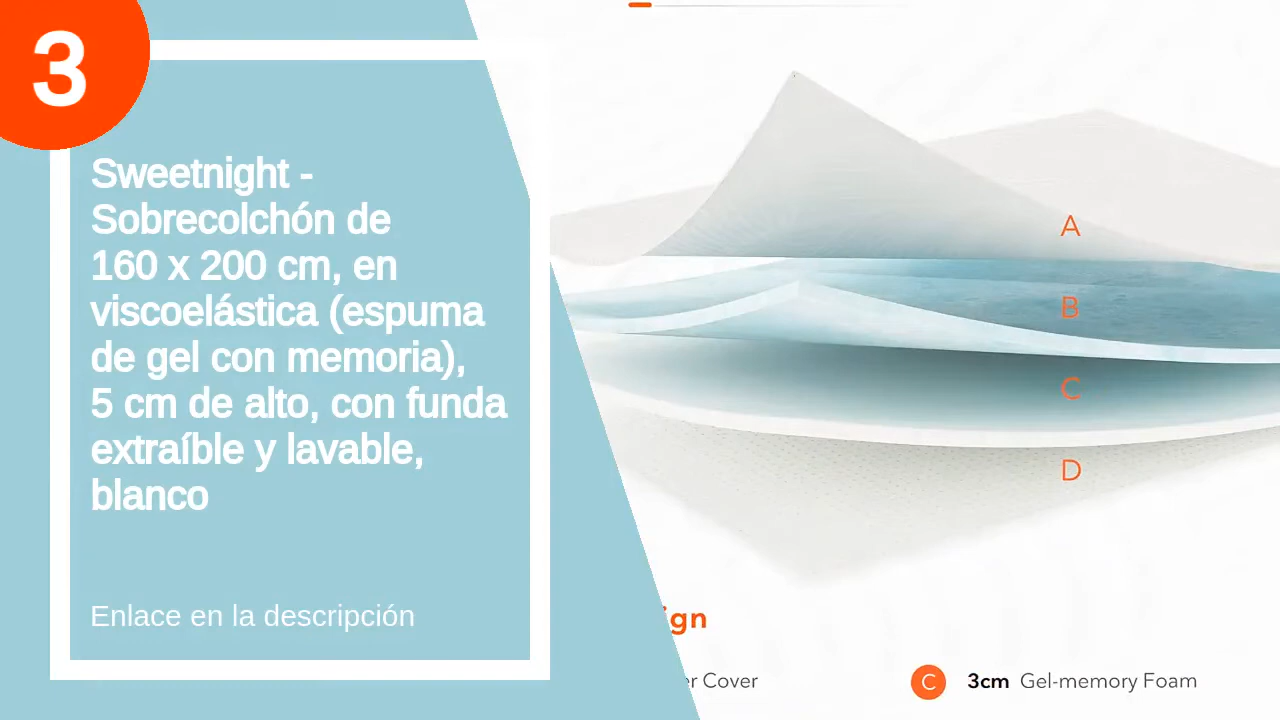 3
Sweetnight -
Sobrecolchón de
160 x 200 cm, en
viscoelástica (espuma
de gel con memoria),
5 cm de alto, con funda
extraíble y lavable,
blanco
Enlace en la descripción
A
B
C
D
ign
er Cover
C 3cm Gel-memory Foam